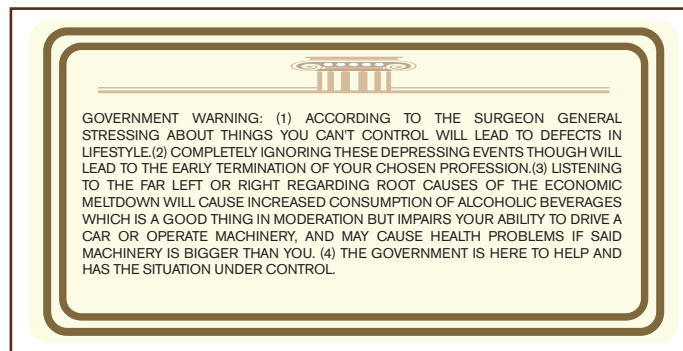 GOVERNMENT WARNING: (1) ACCORDING TO THE SURGEON GENERAL
STRESSING ABOUT THINGS YOU CAN'T CONTROL WILL LEAD TO DEFECTS IN
LIFESTYLE.(2) COMPLETELY IGNORING THESE DEPRESSING EVENTS THOUGH WILL
LEAD TO THE EARLY TERMINATION OF YOUR CHOSEN PROFESSION.(3) LISTENING
TO THE FAR LEFT OR RIGHT REGARDING ROOT CAUSES OF THE ECONOMIC
MELTDOWN WILL CAUSE INCREASED CONSUMPTION OF ALCOHOLIC BEVERAGES
WHICH IS A GOOD THING IN MODERATION BUT IMPAIRS YOUR ABILITY TO DRIVE A
CAR OR OPERATE MACHINERY, AND MAY CAUSE HEALTH PROBLEMS IF SAID
MACHINERY IS BIGGER THAN YOU. (4) THE GOVERNMENT IS HERE TO HELP AND
HAS THE SITUATION UNDER CONTROL.